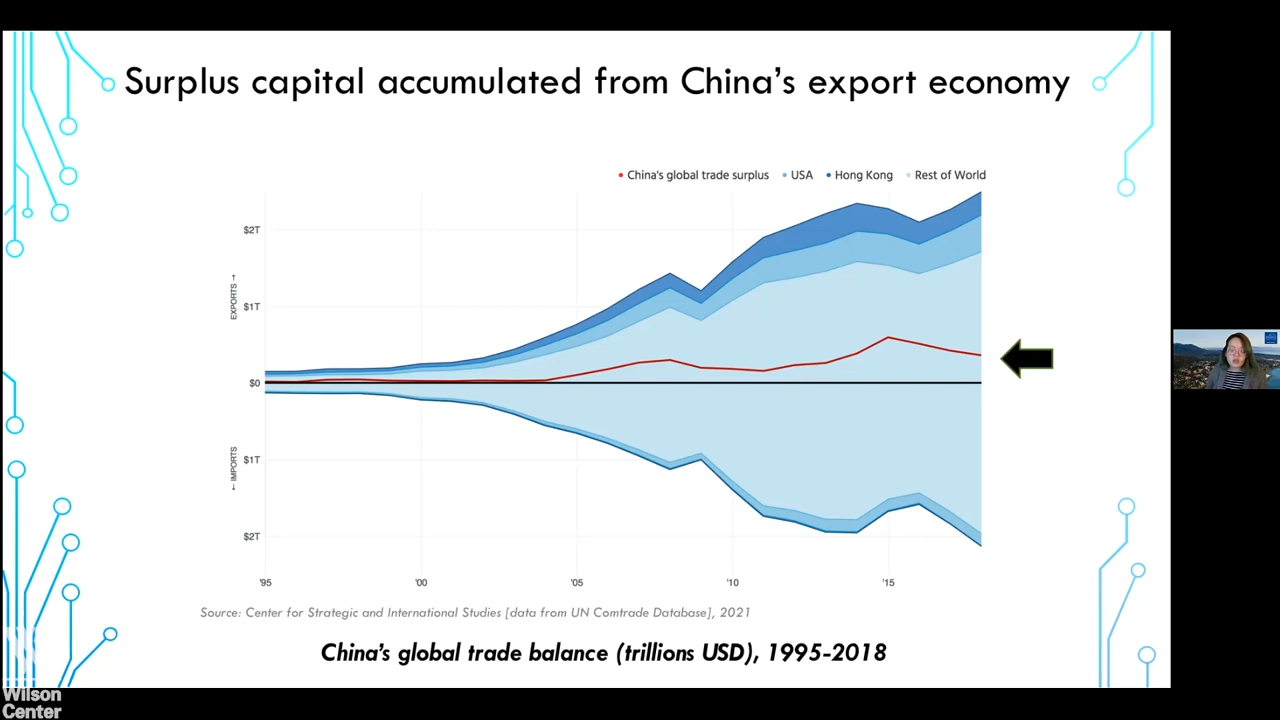 Surplus capital accumulated from China's export economy
China's global trade surplus USA Hong Kong Rest of World
$2T
EXPORTS →
$1T
$0
← IMPORTS
$1T
$2T
'95 '00 '05 '10 '15
Source: Center for Strategic and International Studies [data from UN Comtrade Database], 2021
China's global trade balance (trillions USD), 1995-2018
Wilson
Center